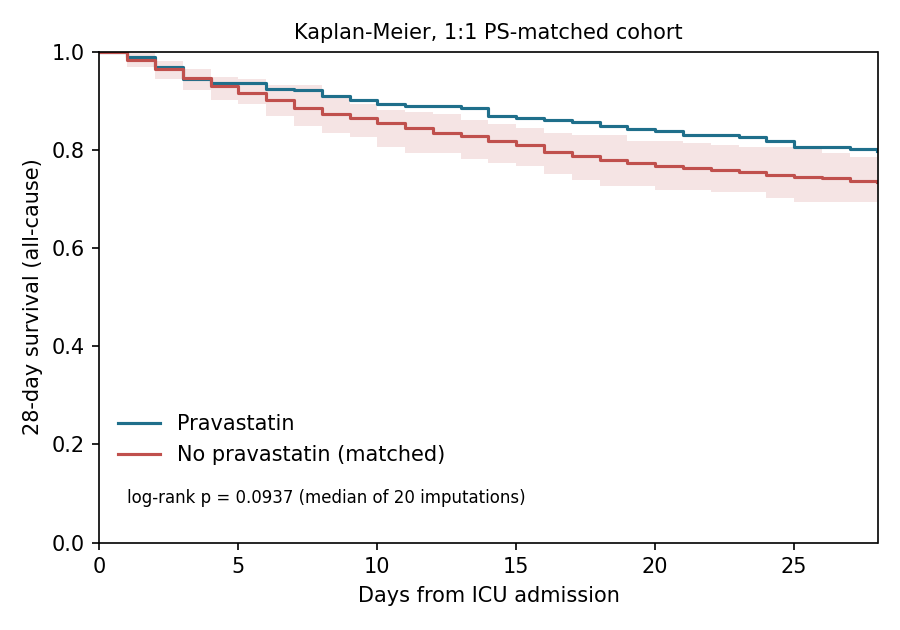 Kaplan-Meier, 1:1 PS-matched cohort
28-day survival (all-cause)
1.0
0.8
0.6
0.4
0.2
0.0
Pravastatin
No pravastatin (matched)
log-rank p = 0.0937 (median of 20 imputations)
0 5 10 15 20 25
Days from ICU admission